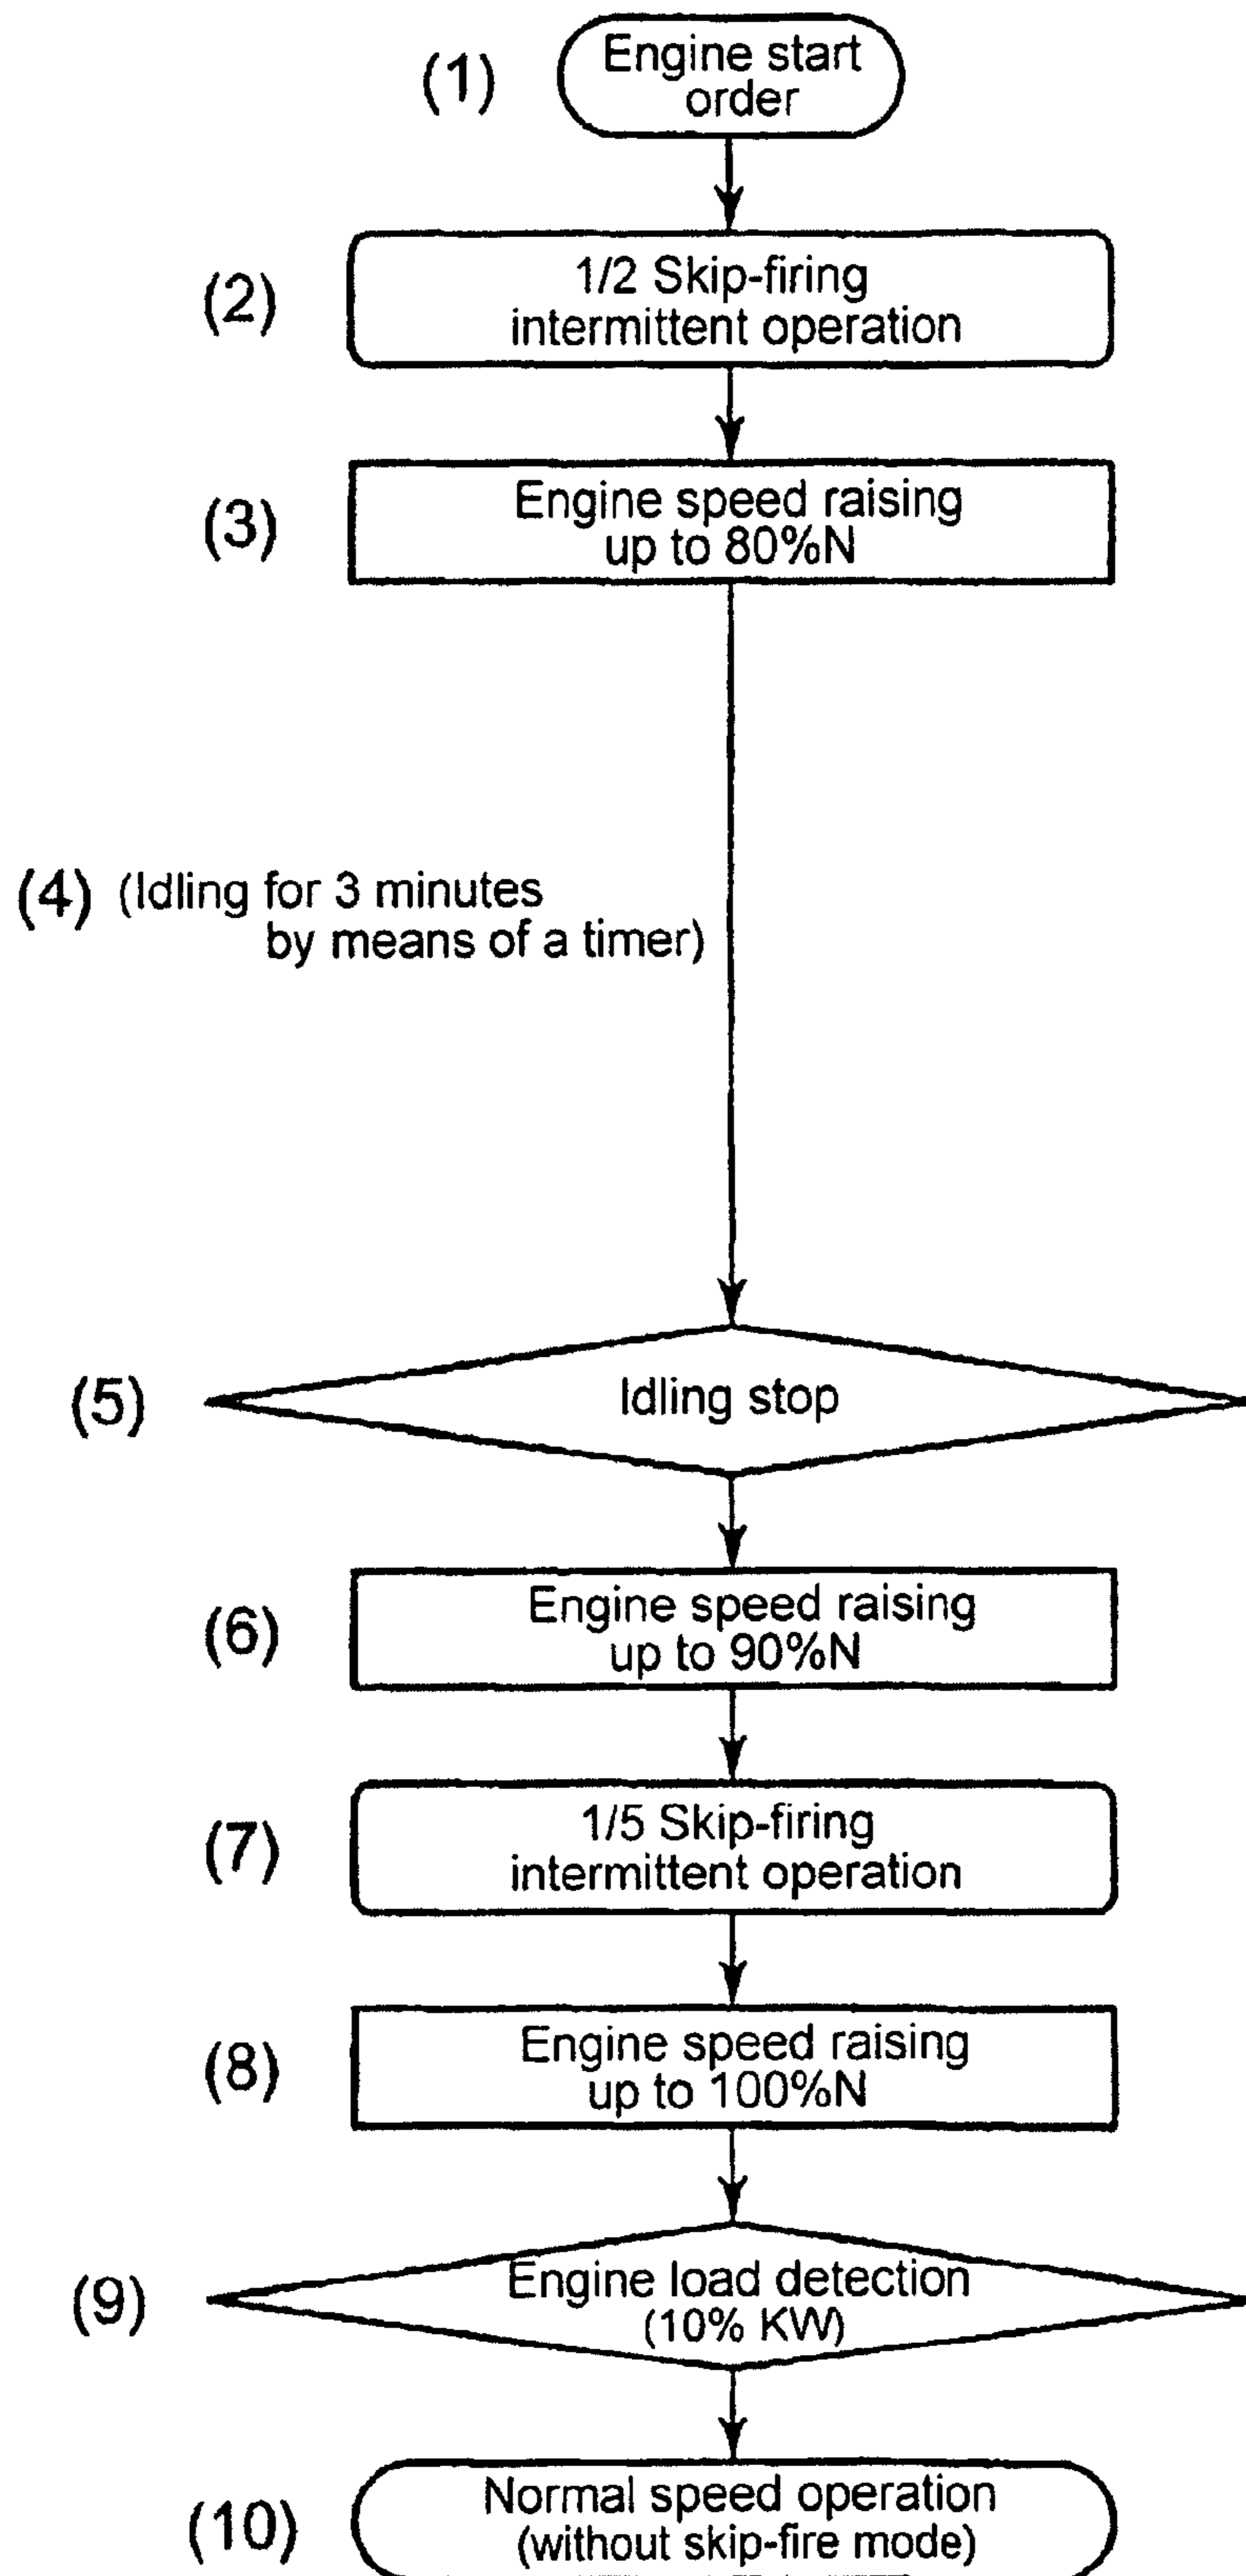 (1)
Engine start
order
(2)
1/2 Skip-firing
intermittent operation
(3)
Engine speed raising
up to 80%N
(4) (Idling for 3 minutes
by means of a timer)
(5)
Idling stop
(6)
Engine speed raising
up to 90%N
(7)
1/5 Skip-firing
intermittent operation
(8)
Engine speed raising
up to 100%N
(9)
Engine load detection
(10% KW)
(10)
Normal speed operation
(without skip-fire mode)